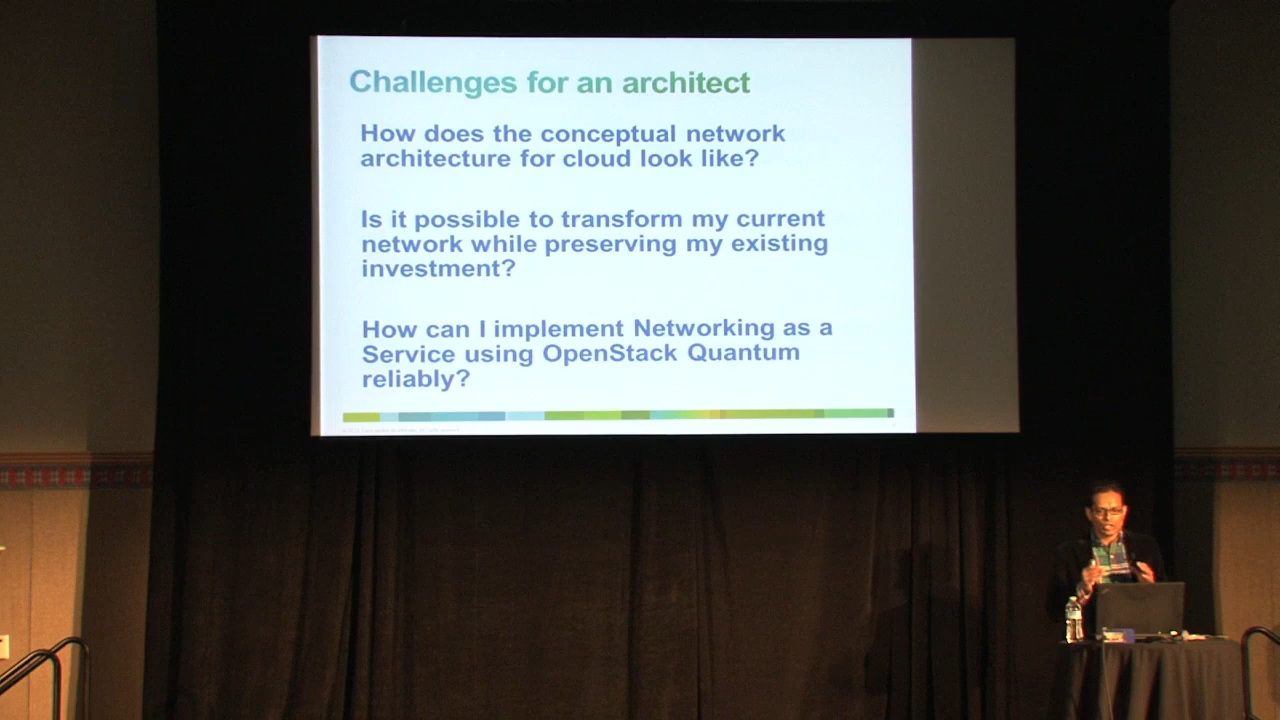 Challenges for an architect
How does the conceptual network
architecture for cloud look like?
Is it possible to transform my current
network while preserving my existing
investment?
How can I implement Networking as a
Service using OpenStack Quantum
reliably?